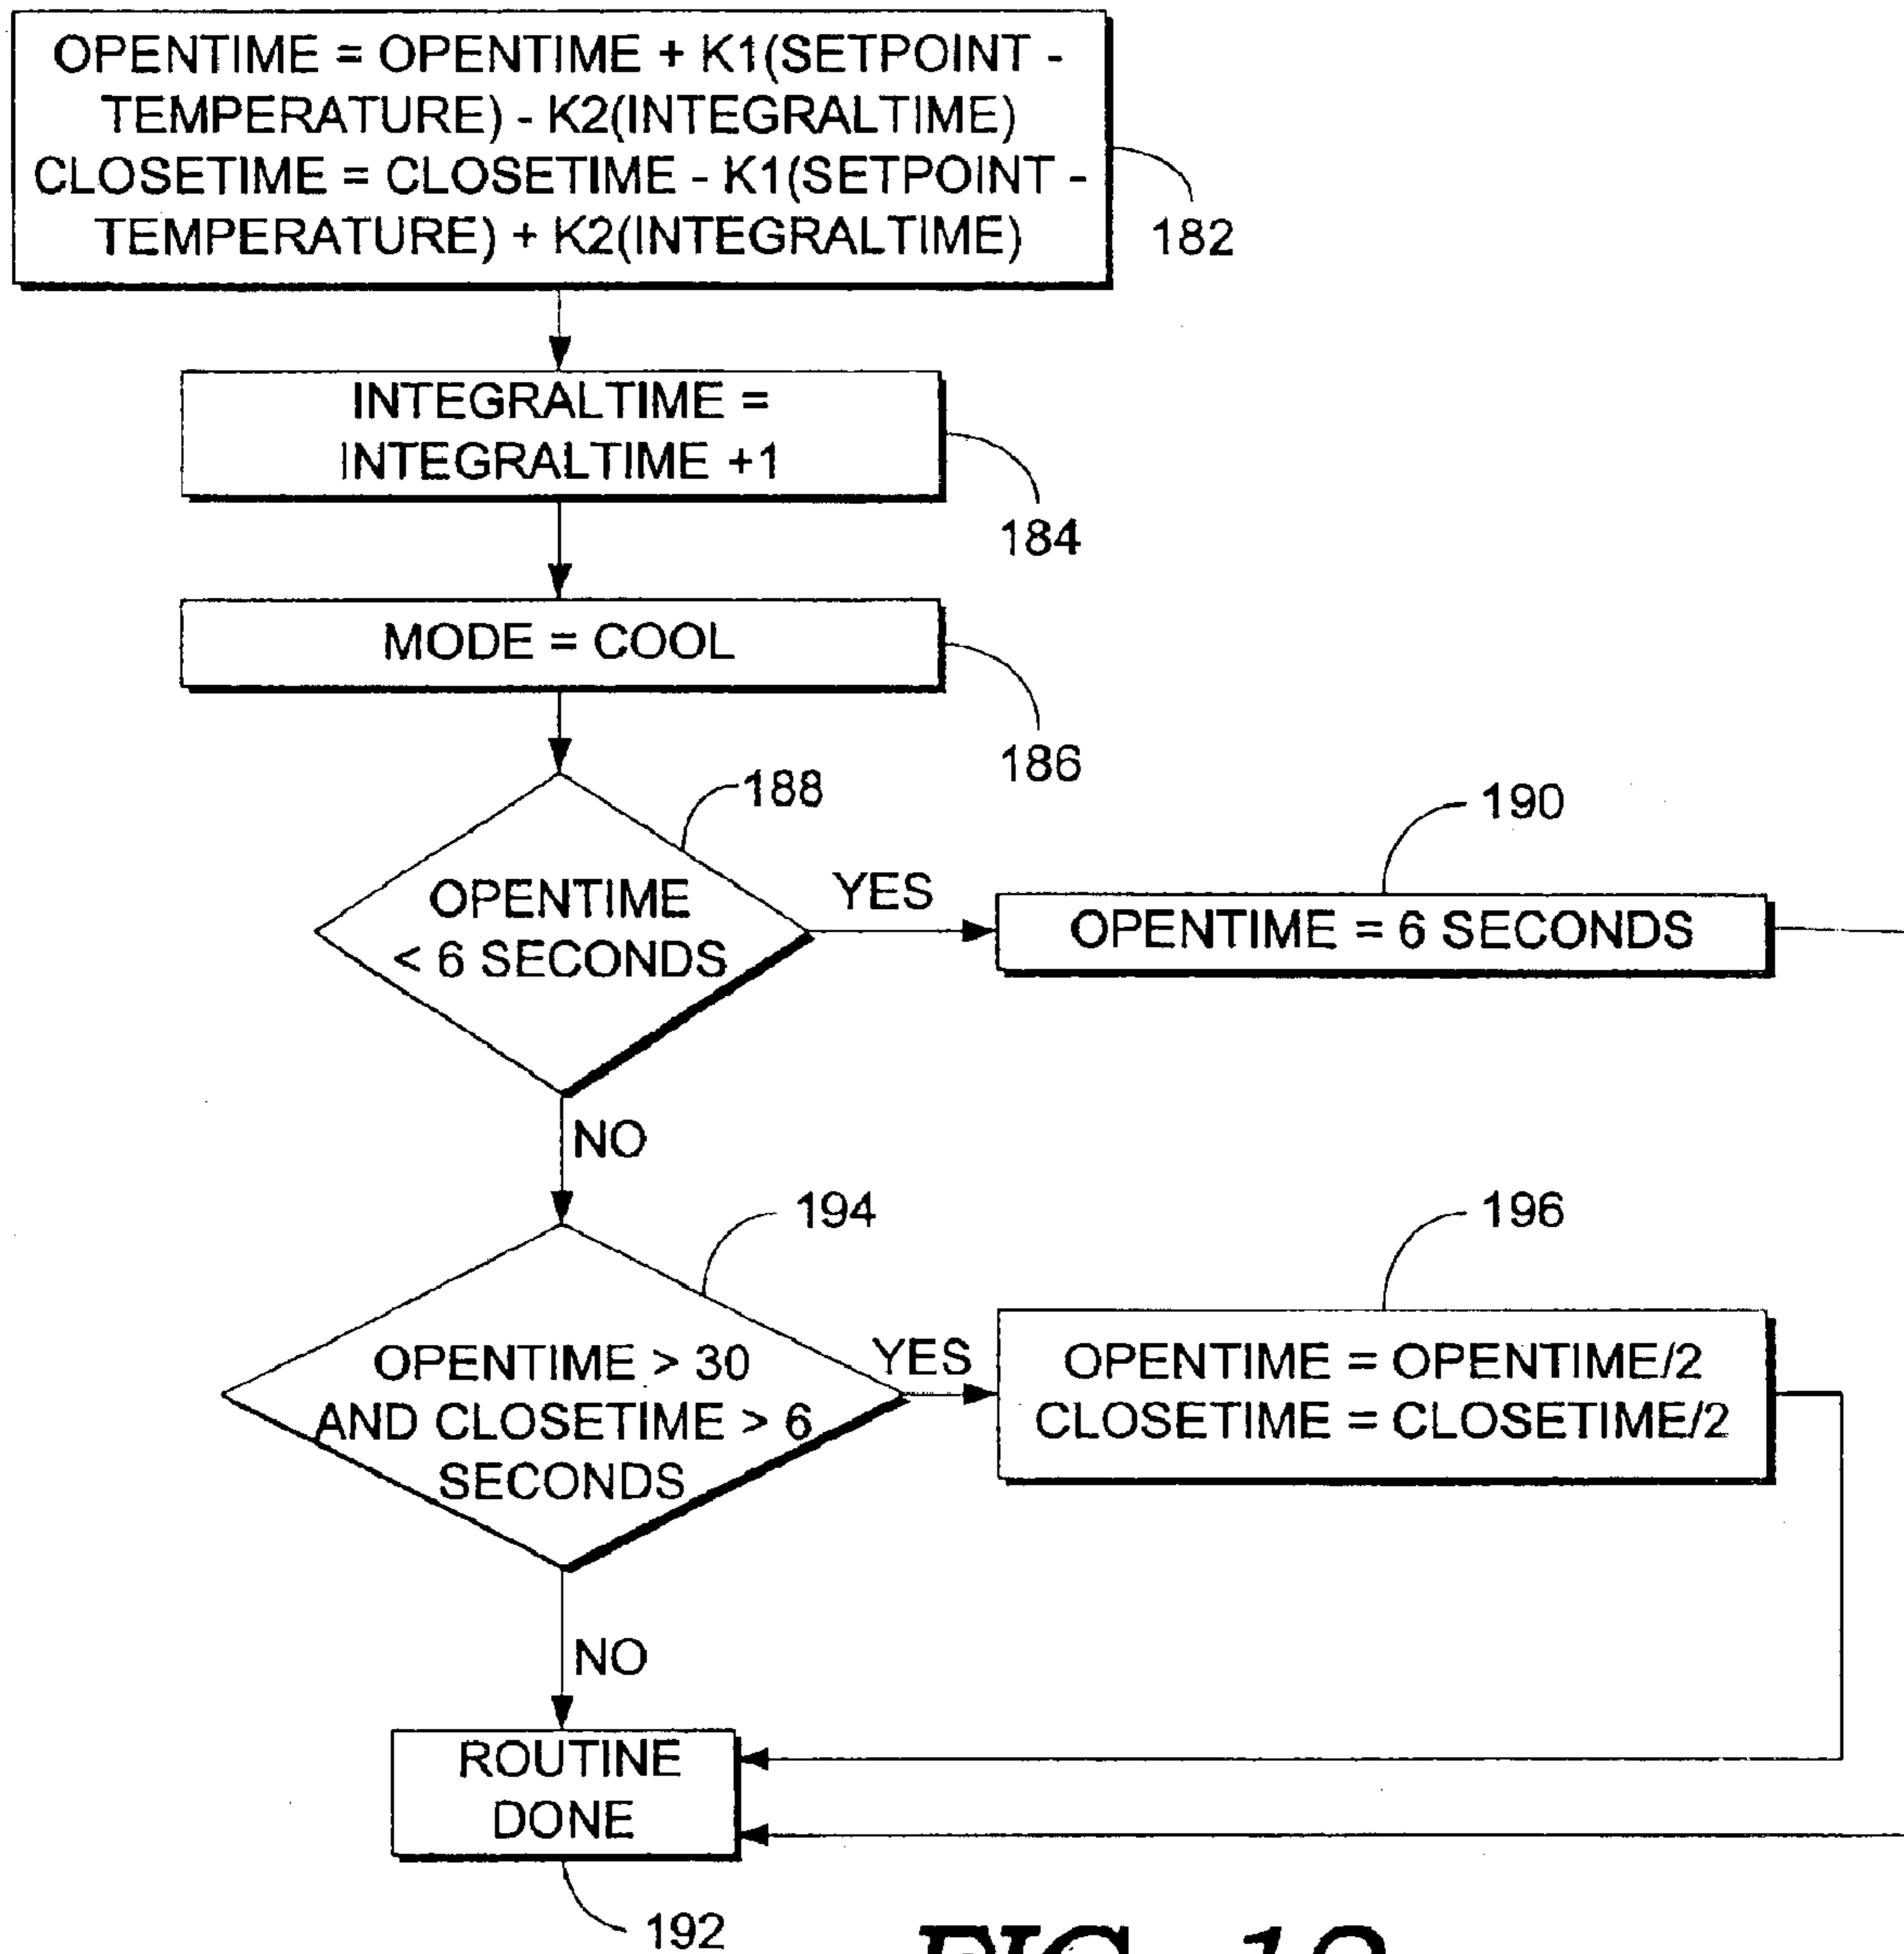 OPENTIME = OPENTIME + K1(SETPOINT -
TEMPERATURE) - K2(INTEGRALTIME)
CLOSETIME = CLOSETIME - K1(SETPOINT -
TEMPERATURE) + K2(INTEGRALTIME)
182
INTEGRALTIME =
INTEGRALTIME +1
184
MODE = COOL
186
188
OPENTIME
< 6 SECONDS
YES
190
OPENTIME = 6 SECONDS
NO
194
OPENTIME > 30
AND CLOSETIME > 6
SECONDS
YES
196
OPENTIME = OPENTIME/2
CLOSETIME = CLOSETIME/2
NO
ROUTINE
DONE
192